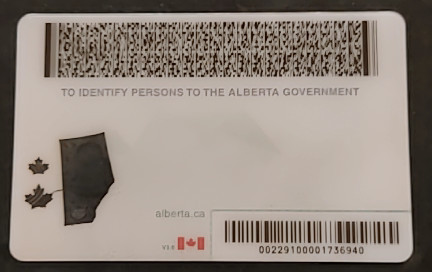 TO IDENTIFY PERSONS TO THE ALBERTA GOVERNMENT
alberta.ca
00229100001736940